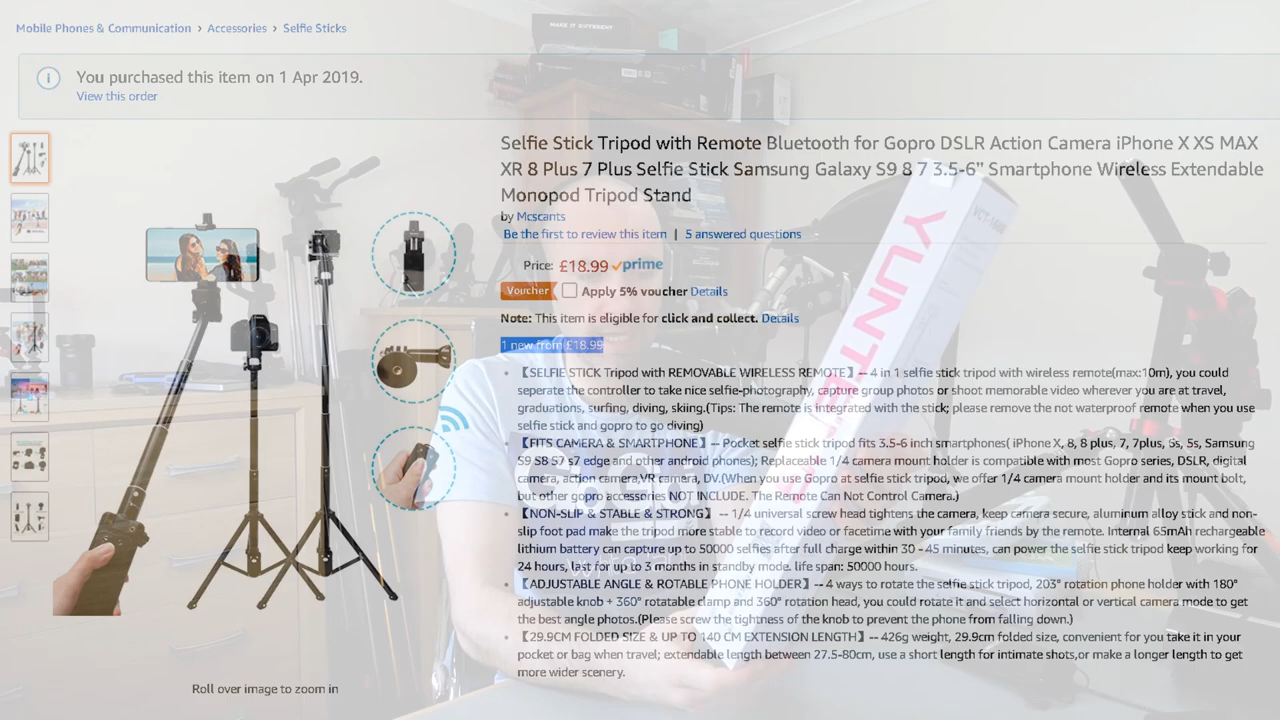 MAKE IT DIFFERENT
Mobile Phones & Communication › Accessories › Selfie Sticks
You purchased this item on 1 Apr 2019.
View this order
Selfie Stick Tripod with Remote Bluetooth for Gopro DSLR Action Camera iPhone X XS MAX
XR 8 Plus 7 Plus Selfie Stick Samsung Galaxy S9 8 7 3.5-6” Smartphone Wireless Extendable
Monopod Tripod Stand
by Mcscants
Be the first to review this item | 5 answered questions
Price: £18.99 prime
Voucher Apply 5% voucher Details
Note: This item is eligible for click and collect. Details
1 new from £18.99
YUNTE
• 【SELFIE STICK Tripod with REMOVABLE WIRELESS REMOTE】-- 4 in 1 selfie stick tripod with wireless remote(max:10m), you could
seperate the controller to take nice selfie-photography, capture group photos or shoot memorable video wherever you are at travel,
graduations, surfing, diving, skiing.(Tips: The remote is integrated with the stick; please remove the not waterproof remote when you use
selfie stick and gopro to go diving)
• 【FITS CAMERA & SMARTPHONE】-- Pocket selfie stick tripod fits 3.5-6 inch smartphones( iPhone X, 8, 8 plus, 7, 7plus, 6s, 5s, Samsung
S9 S8 S7 s7 edge and other android phones); Replaceable 1/4 camera mount holder is compatible with most Gopro series, DSLR, digital
camera, action camera,VR camera, DV.(When you use Gopro at selfie stick tripod, we offer 1/4 camera mount holder and its mount bolt,
but other gopro accessories NOT INCLUDE. The Remote Can Not Control Camera.)
• 【NON-SLIP & STABLE & STRONG】 -- 1/4 universal screw head tightens the camera, keep camera secure, aluminum alloy stick and non-
slip foot pad make the tripod more stable to record video or facetime with your family friends by the remote. Internal 65mAh rechargeable
lithium battery can capture up to 50000 selfies after full charge within 30 - 45 minutes, can power the selfie stick tripod keep working for
24 hours, last for up to 3 months in standby mode. life span: 50000 hours.
• 【ADJUSTABLE ANGLE & ROTABLE PHONE HOLDER】-- 4 ways to rotate the selfie stick tripod, 203° rotation phone holder with 180°
adjustable knob + 360° rotatable clamp and 360° rotation head, you could rotate it and select horizontal or vertical camera mode to get
the best angle photos.(Please screw the tightness of the knob to prevent the phone from falling down.)
• 【29.9CM FOLDED SIZE & UP TO 140 CM EXTENSION LENGTH】-- 426g weight, 29.9cm folded size, convenient for you take it in your
pocket or bag when travel; extendable length between 27.5-80cm, use a short length for intimate shots,or make a longer length to get
more wider scenery.
Roll over image to zoom in